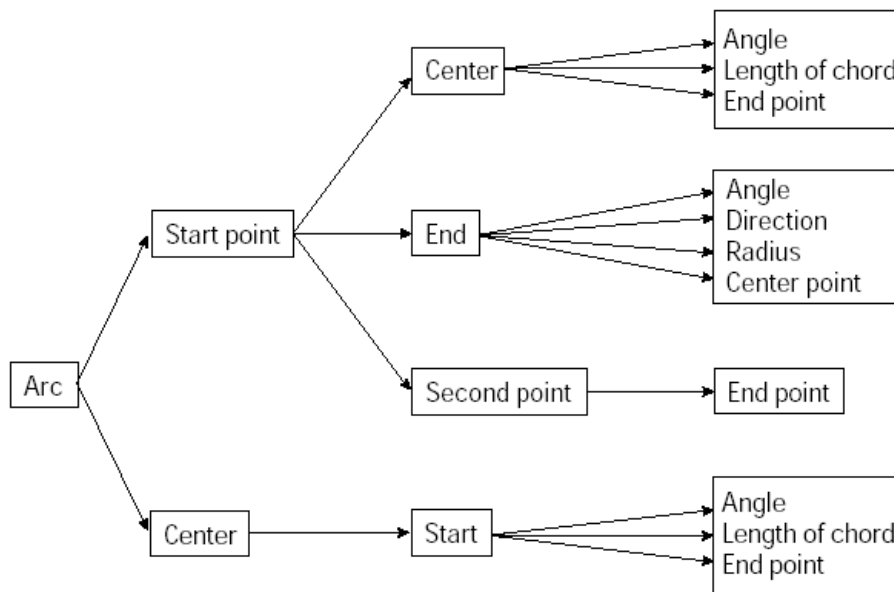 Center
Angle
Length of chord
End point
Start point
End
Angle
Direction
Radius
Center point
Arc
Second point
End point
Center
Start
Angle
Length of chord
End point